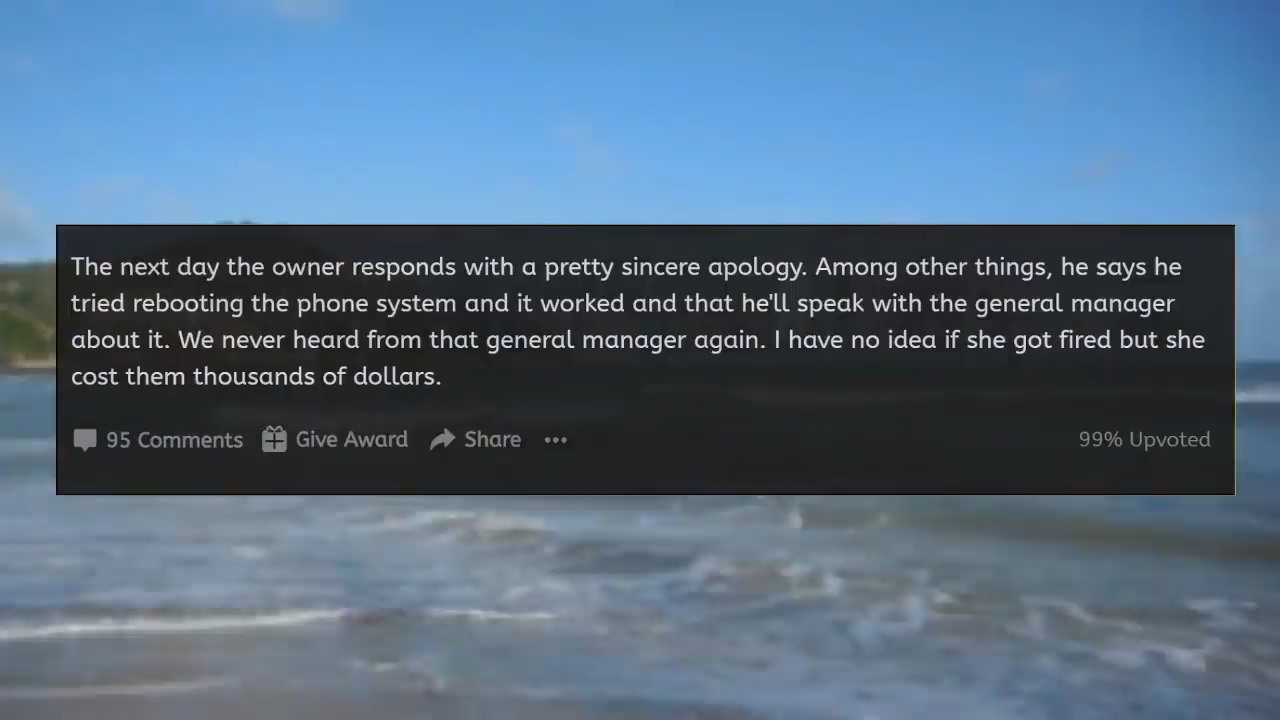 The next day the owner responds with a pretty sincere apology. Among other things, he says he
tried rebooting the phone system and it worked and that he'll speak with the general manager
about it. We never heard from that general manager again. I have no idea if she got fired but she
cost them thousands of dollars.
95 Comments Give Award Share ••• 99% Upvoted